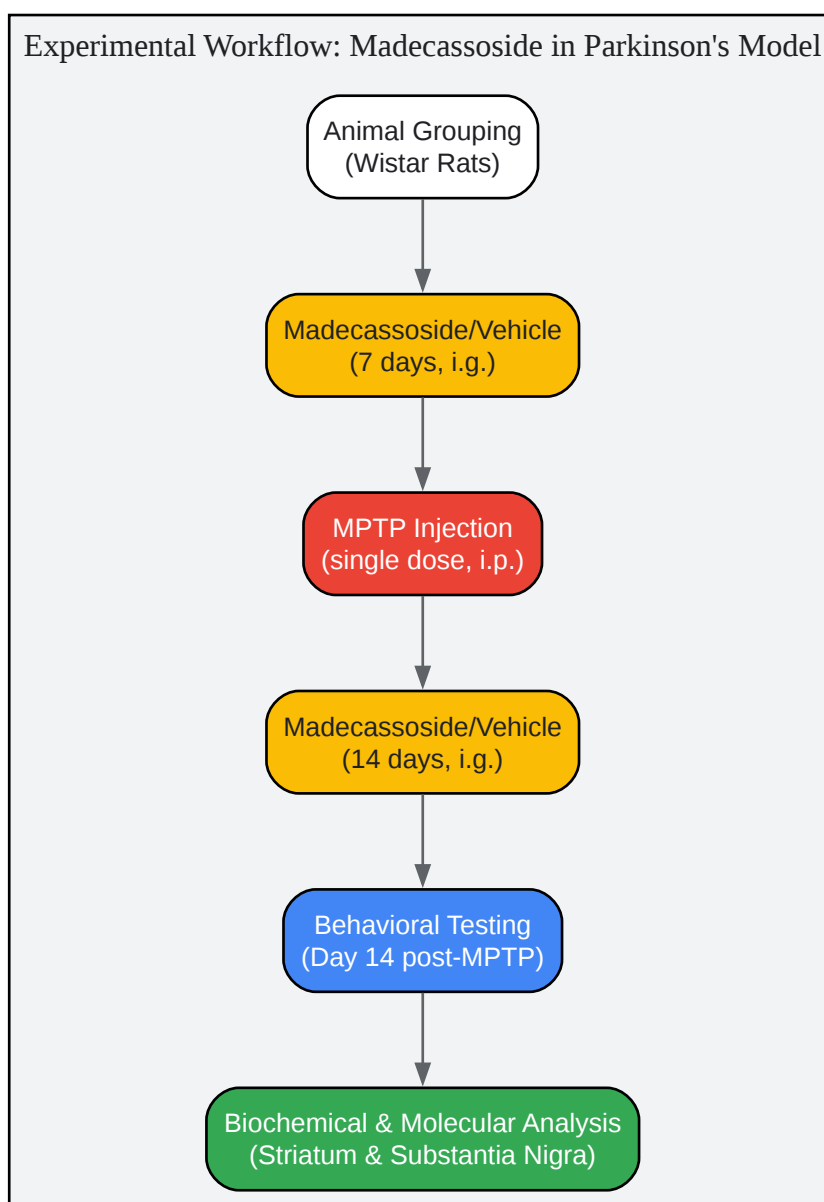 Experimental Workflow: Madecassoside in Parkinson's Model
Animal Grouping
(Wistar Rats)
Madecassoside/Vehicle
(7 days, i.g.)
MPTP Injection
(single dose, i.p.)
Madecassoside/Vehicle
(14 days, i.g.)
Behavioral Testing
(Day 14 post-MPTP)
Biochemical & Molecular Analysis
(Striatum & Substantia Nigra)